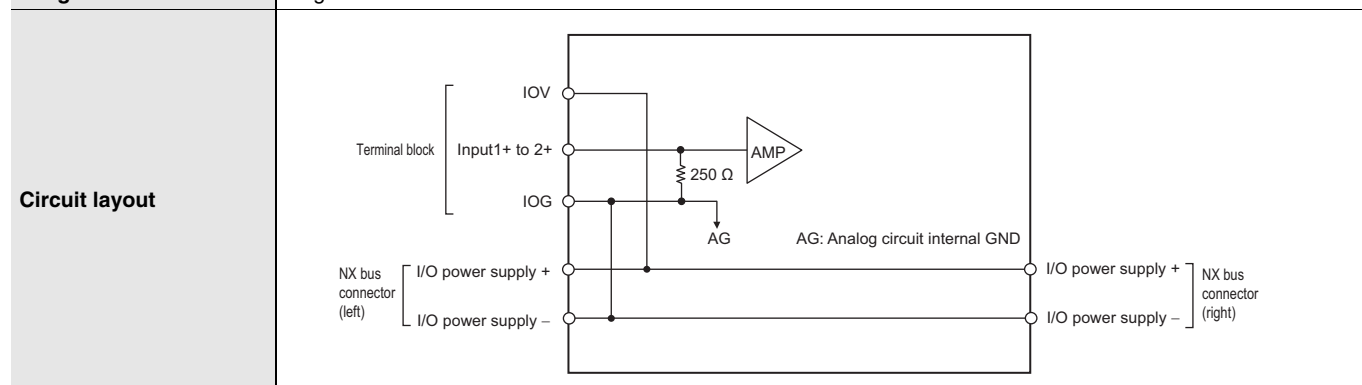 Circuit layout
IOV
Terminal block
Input1+ to 2+
AMP
250 Ω
IOG
AG
AG: Analog circuit internal GND
NX bus
connector
(left)
I/O power supply +
I/O power supply –
I/O power supply +
I/O power supply –
NX bus
connector
(right)